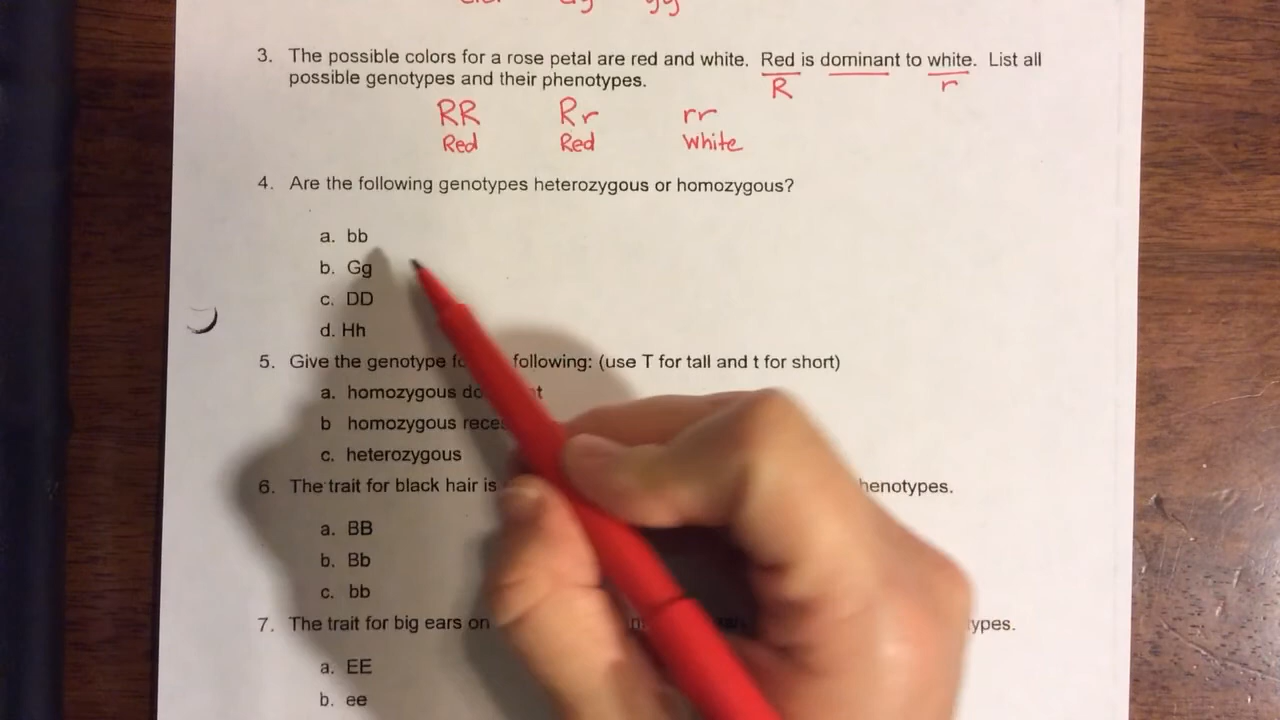 3. The possible colors for a rose petal are red and white. Red is dominant to white. List all
possible genotypes and their phenotypes.
R r
RR Rr rr
Red Red white
4. Are the following genotypes heterozygous or homozygous?
a. bb
b. Gg
c. DD
d. Hh
5. Give the genotype following: (use T for tall and t for short)
a. homozygous
b homozygous
c. heterozygous
6. The trait for black hair is
a. BB
b. Bb
c. bb
7. The trait for big ears on
a. EE
b. ee